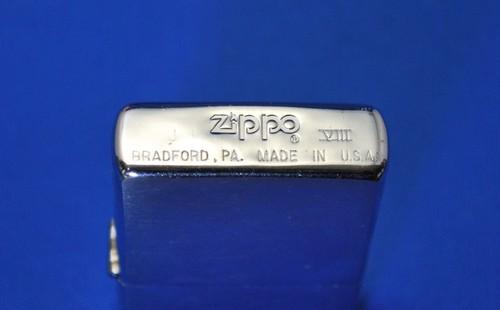 zippo® VIII
BRADFORD, PA. MADE IN U.S.A.